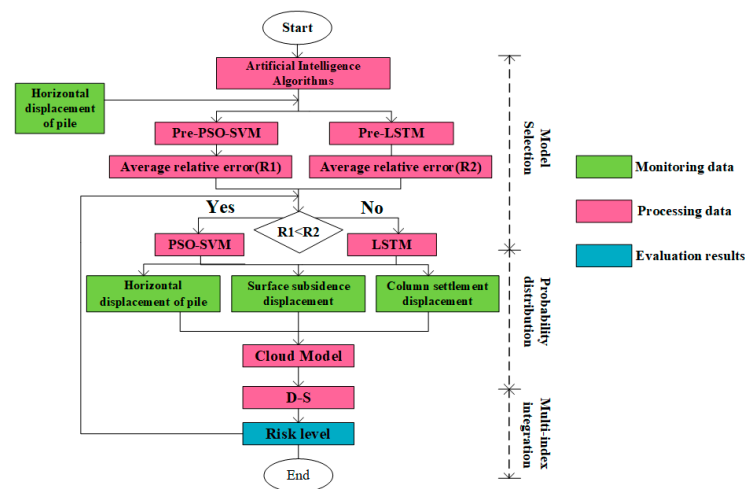 Start
Artificial Intelligence
Algorithms
Horizontal
displacement
of pile
Pre-PSO-SVM
Pre-LSTM
Average relative error(R1)
Average relative error(R2)
Yes
No
R1<R2
PSO-SVM
LSTM
Horizontal
displacement of pile
Surface subsidence
displacement
Column settlement
displacement
Cloud Model
D-S
Risk level
End
Model
Selection
Probability
distribution
Multi-index
integration
Monitoring data
Processing data
Evaluation results